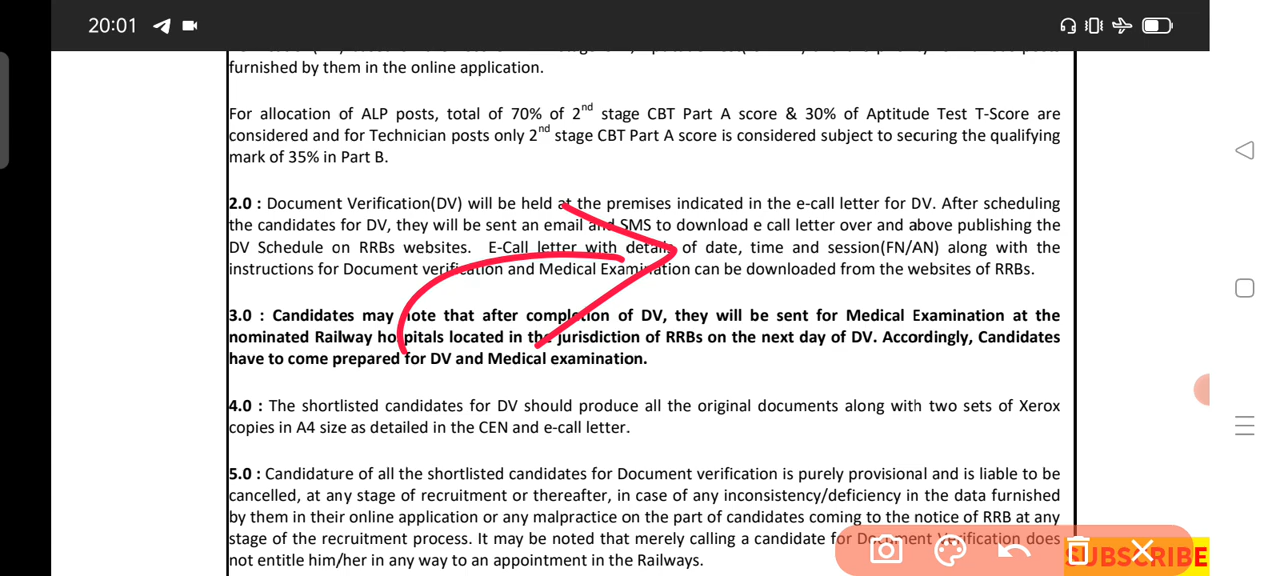 20:01
furnished by them in the online application.
For allocation of ALP posts, total of 70% of 2nd stage CBT Part A score & 30% of Aptitude Test T-Score are
considered and for Technician posts only 2nd stage CBT Part A score is considered subject to securing the qualifying
mark of 35% in Part B.
2.0 : Document Verification(DV) will be held at the premises indicated in the e-call letter for DV. After scheduling
the candidates for DV, they will be sent an email and SMS to download e call letter over and above publishing the
DV Schedule on RRBs websites. E-Call letter with details of date, time and session(FN/AN) along with the
instructions for Document verification and Medical Examination can be downloaded from the websites of RRBs.
3.0 : Candidates may note that after completion of DV, they will be sent for Medical Examination at the
nominated Railway hospitals located in the jurisdiction of RRBs on the next day of DV. Accordingly, Candidates
have to come prepared for DV and Medical examination.
4.0 : The shortlisted candidates for DV should produce all the original documents along with two sets of Xerox
copies in A4 size as detailed in the CEN and e-call letter.
5.0 : Candidature of all the shortlisted candidates for Document verification is purely provisional and is liable to be
cancelled, at any stage of recruitment or thereafter, in case of any inconsistency/deficiency in the data furnished
by them in their online application or any malpractice on the part of candidates coming to the notice of RRB at any
stage of the recruitment process. It may be noted that merely calling a candidate for Document Verification does
not entitle him/her in any way to an appointment in the Railways.
SUBSCRIBE